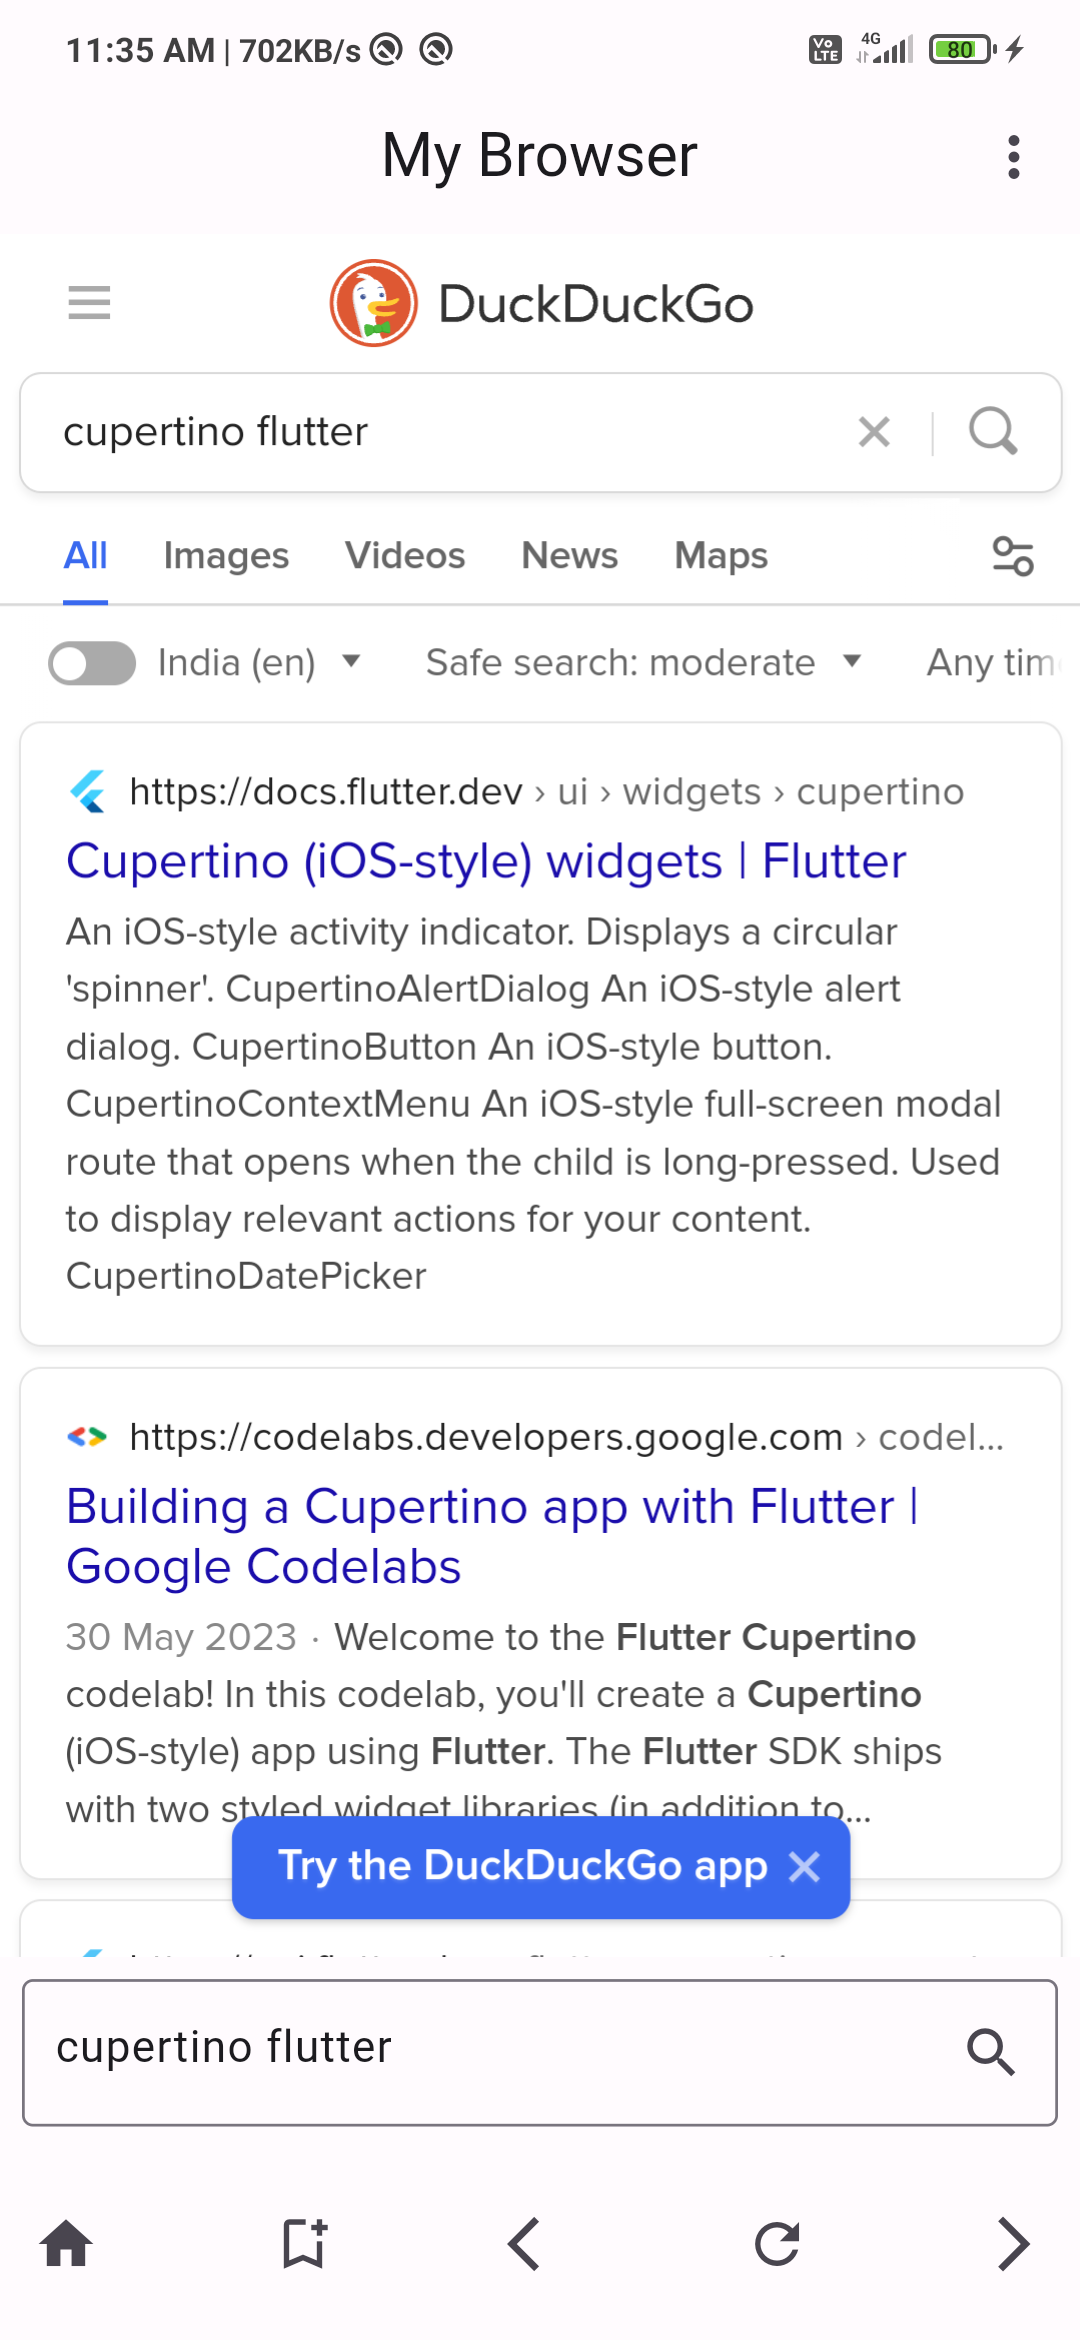 11:35 AM | 702KB/s
Vo LTE 4G 80
My Browser
DuckDuckGo
cupertino flutter
All Images Videos News Maps
India (en) Safe search: moderate Any tim
https://docs.flutter.dev › ui › widgets › cupertino
Cupertino (iOS-style) widgets | Flutter
An iOS-style activity indicator. Displays a circular
'spinner'. CupertinoAlertDialog An iOS-style alert
dialog. CupertinoButton An iOS-style button.
CupertinoContextMenu An iOS-style full-screen modal
route that opens when the child is long-pressed. Used
to display relevant actions for your content.
CupertinoDatePicker
https://codelabs.developers.google.com › codel...
Building a Cupertino app with Flutter |
Google Codelabs
30 May 2023 · Welcome to the Flutter Cupertino
codelab! In this codelab, you'll create a Cupertino
(iOS-style) app using Flutter. The Flutter SDK ships
with two styled widget libraries (in addition to...
Try the DuckDuckGo app
cupertino flutter